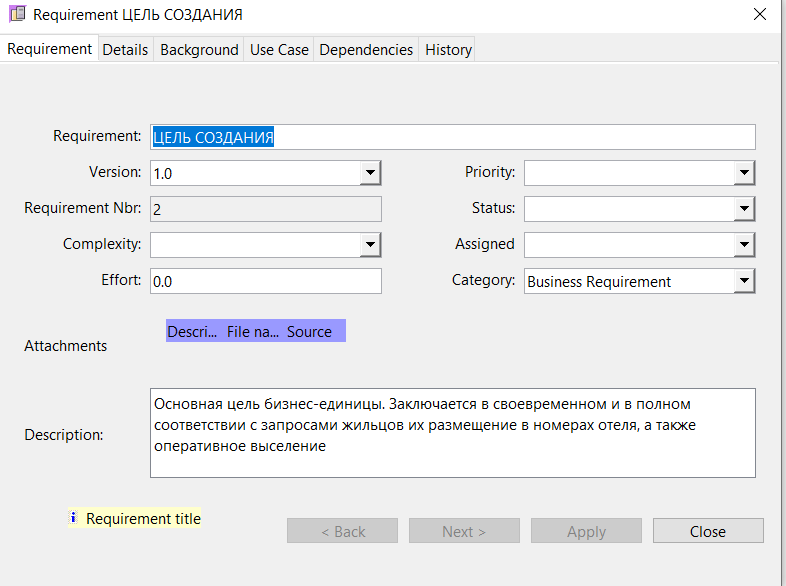 Requirement ЦЕЛЬ СОЗДАНИЯ
Requirement Details Background Use Case Dependencies History
Requirement: ЦЕЛЬ СОЗДАНИЯ
Version: 1.0 Priority:
Requirement Nbr: 2 Status:
Complexity: Assigned
Effort: 0.0 Category: Business Requirement
Descri... File na... Source
Attachments
Основная цель бизнес-единицы. Заключается в своевременном и в полном
соответствии с запросами жильцов их размещение в номерах отеля, а также
Description:
оперативное выселение
i Requirement title
< Back Next > Apply Close